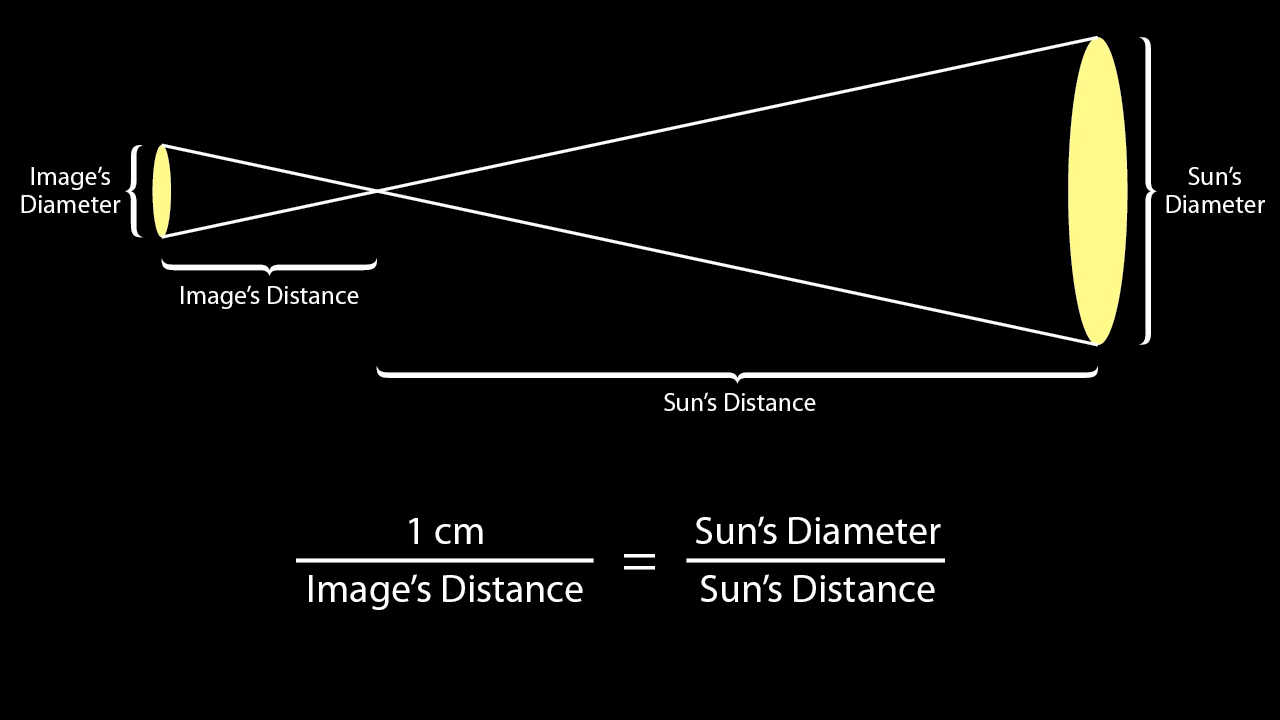 Image’s
Diameter
Sun’s
Diameter
Image’s Distance
Sun’s Distance
1 cm
Image’s Distance
=
Sun’s Diameter
Sun’s Distance